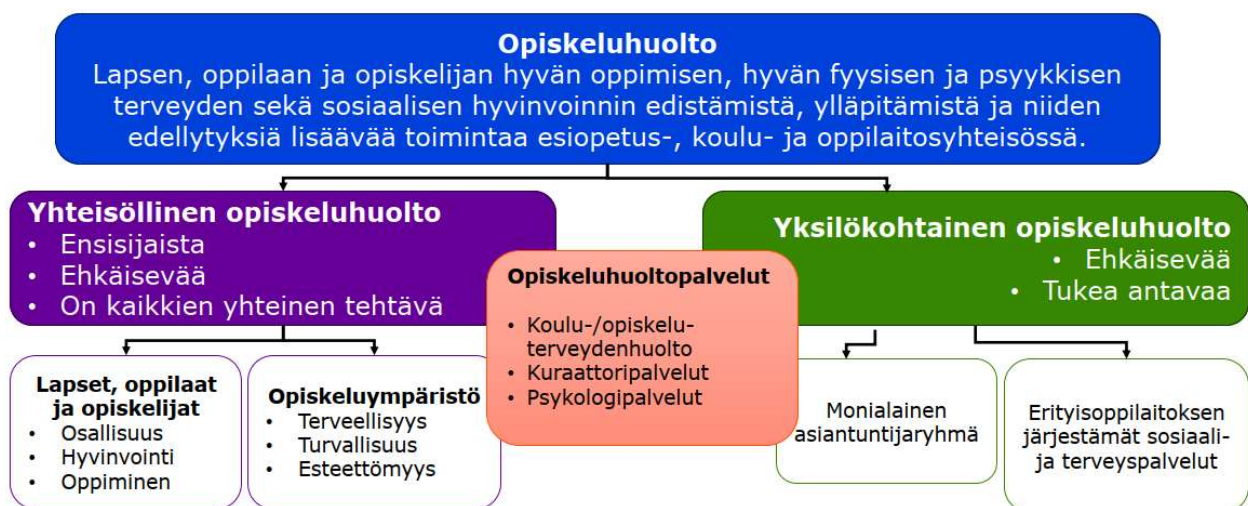 Opiskeluhuolto
Lapsen, oppilaan ja opiskelijan hyvän oppimisen, hyvän fyysisen ja psyykkisen
terveyden sekä sosiaalisen hyvinvoinnin edistämistä, ylläpitämistä ja niiden
edellytyksiä lisäävää toimintaa esiopetus-, koulu- ja oppilaitosyhteisössä.
Yhteisöllinen opiskeluhuolto
• Ensisijaista
• Ehkäisevää
• On kaikkien yhteinen tehtävä
Opiskeluhuoltopalvelut
• Koulu-/opiskelu-
terveydenhuolto
• Kuraattoripalvelut
• Psykologipalvelut
Yksilökohtainen opiskeluhuolto
• Ehkäisevää
• Tukea antavaa
Lapset, oppilaat
ja opiskelijat
• Osallisuus
• Hyvinvointi
• Oppiminen
Opiskeluympäristö
• Terveellisyys
• Turvallisuus
• Esteettömyys
Monialainen
asiantuntijaryhmä
Erityisoppilaitoksen
järjestämät sosiaali-
ja terveyspalvelut